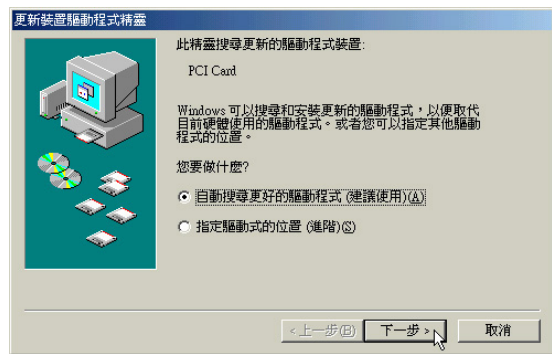 更新裝置驅動程式精靈
此精靈搜尋更新的驅動程式裝置:
PCI Card
Windows 可以搜尋和安裝更新的驅動程式，以便取代
目前硬體使用的驅動程式。或者您可以指定其他驅動
程式的位置。
您要做什麼?
自動搜尋更好的驅動程式 (建議使用)(A)
指定驅動式的位置 (進階)(S)
<上一步(B)
下一步 >
取消